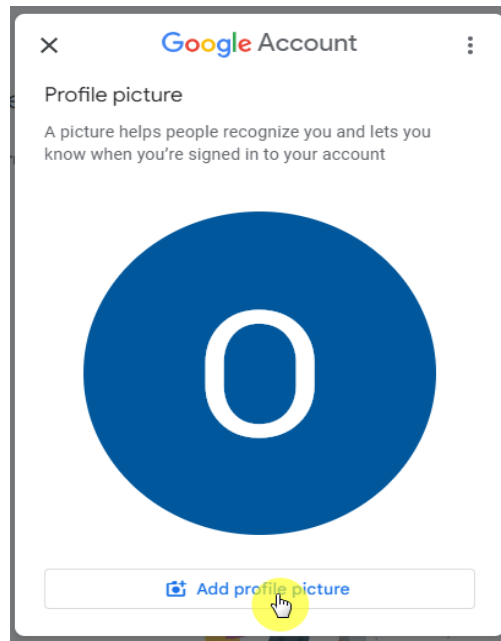 Google Account
Profile picture
A picture helps people recognize you and lets you
know when you’re signed in to your account
O
Add profile picture